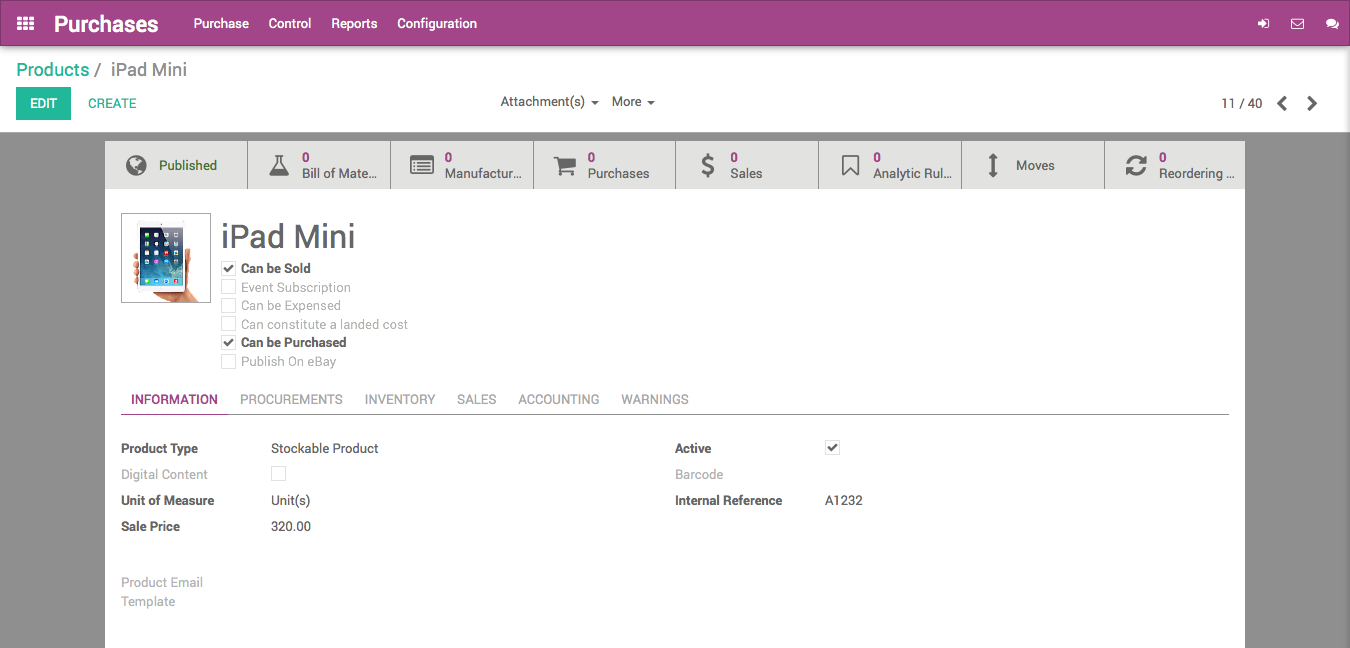 Purchases Purchase Control Reports Configuration
Products / iPad Mini
EDIT CREATE Attachment(s) More 11 / 40
Published
0 Bill of Mate...
0 Manufactur...
0 Purchases
0 Sales
0 Analytic Rul...
Moves
0 Reordering ...
iPad Mini
Can be Sold
Event Subscription
Can be Expensed
Can constitute a landed cost
Can be Purchased
Publish On eBay
INFORMATION PROCUREMENTS INVENTORY SALES ACCOUNTING WARNINGS
Product Type Stockable Product Active
Digital Content Barcode
Unit of Measure Unit(s) Internal Reference A1232
Sale Price 320.00
Product Email
Template